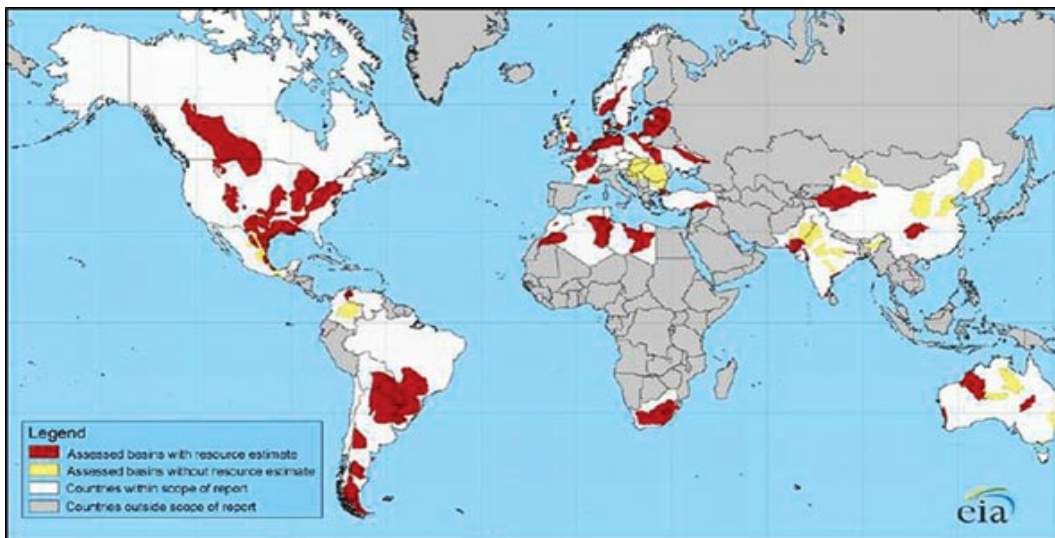 Legend
Assessed basins with resource estimate
Assessed basins without resource estimate
Countries within scope of report
Countries outside scope of report
eia